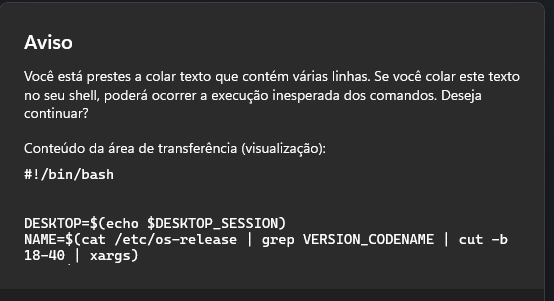 Aviso
Você está prestes a colar texto que contém várias linhas. Se você colar este texto
no seu shell, poderá ocorrer a execução inesperada dos comandos. Deseja
continuar?
Conteúdo da área de transferência (visualização):
#!/bin/bash
DESKTOP=$(echo $DESKTOP_SESSION)
NAME=$(cat /etc/os-release | grep VERSION_CODENAME | cut -b
18-40 | xargs)